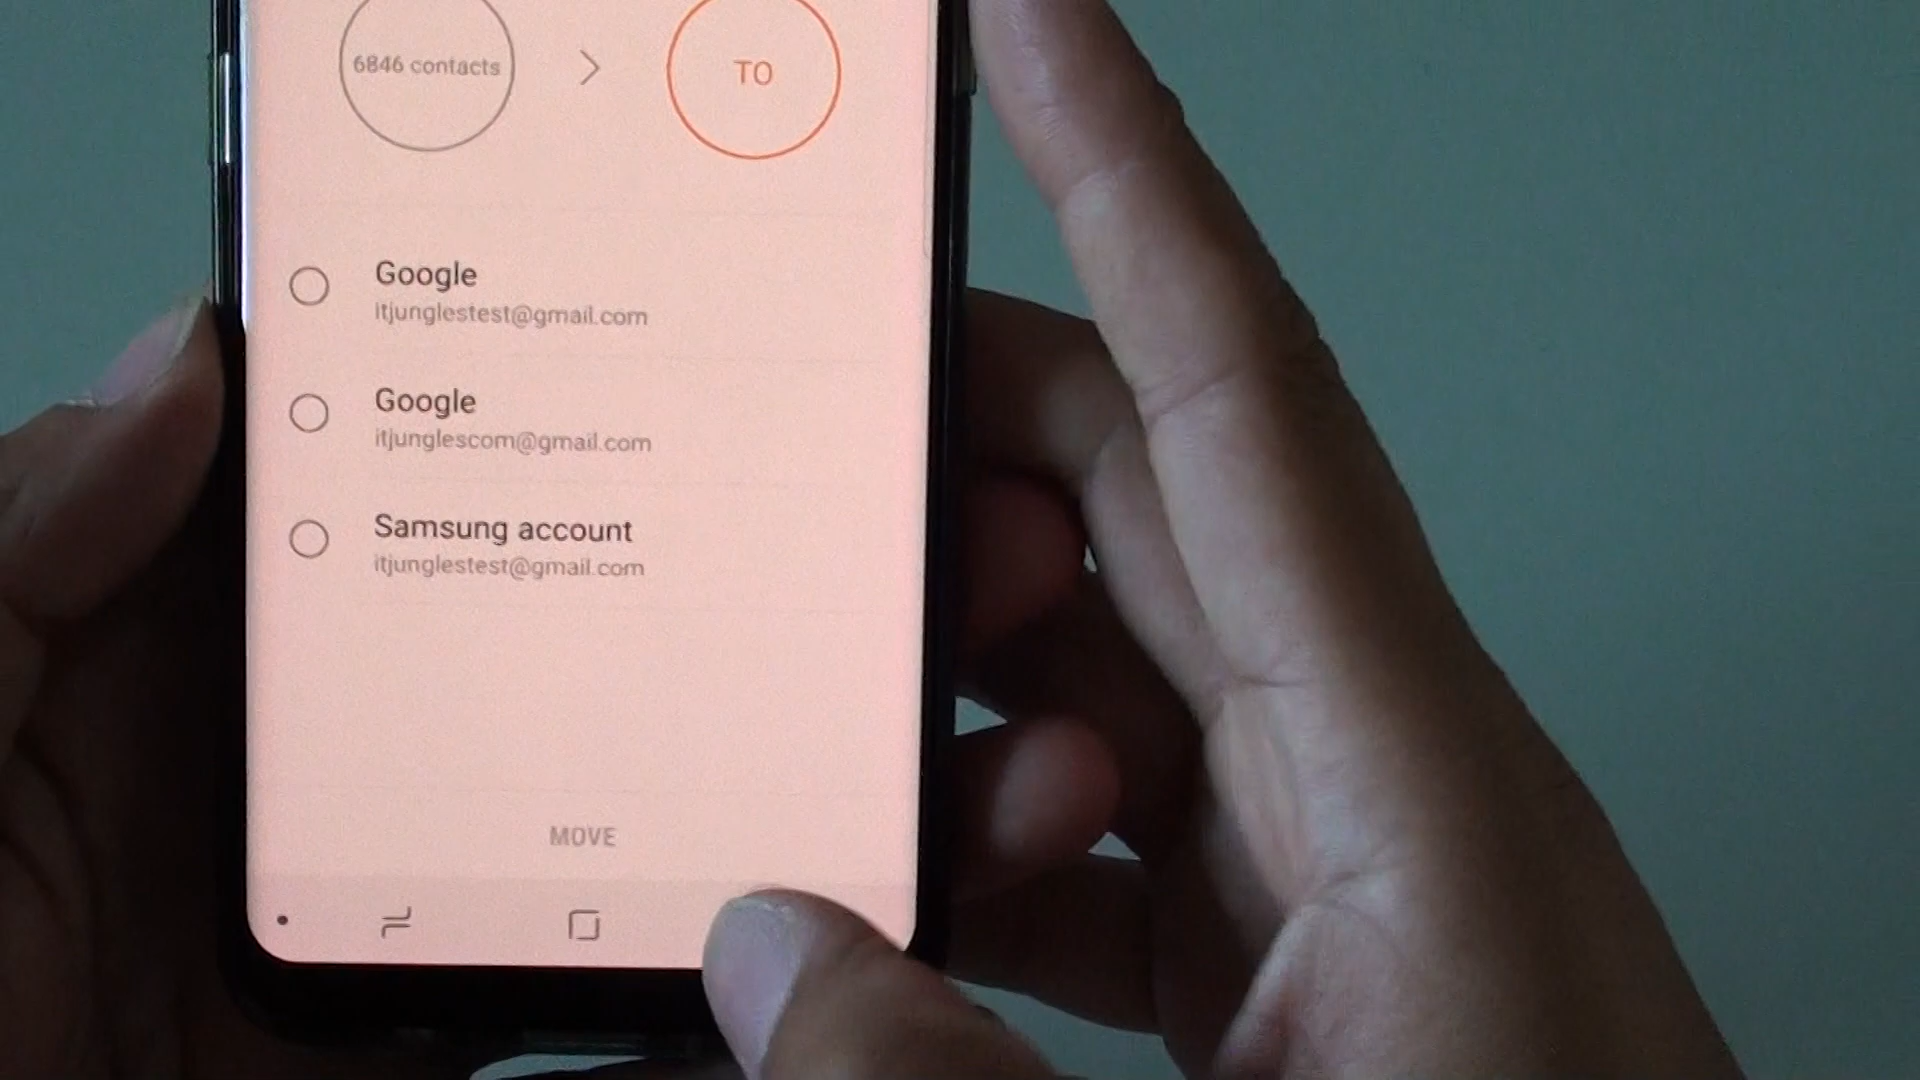 6846 contacts
TO
Google
itjunglestest@gmail.com
Google
itjunglescom@gmail.com
Samsung account
itjunglestest@gmail.com
MOVE